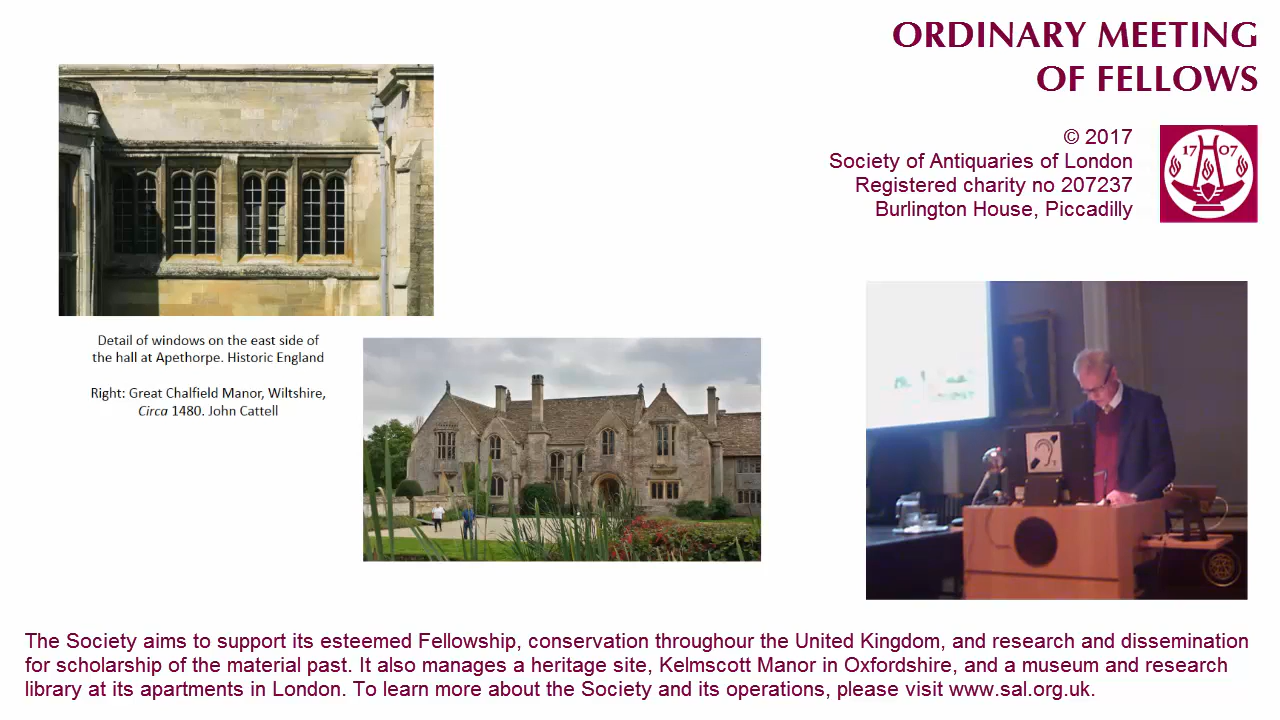 ORDINARY MEETING
OF FELLOWS
© 2017
Society of Antiquaries of London
Registered charity no 207237
Burlington House, Piccadilly
17 07
Detail of windows on the east side of
the hall at Apethorpe. Historic England
Right: Great Chalfield Manor, Wiltshire,
Circa 1480. John Cattell
T
The Society aims to support its esteemed Fellowship, conservation throughour the United Kingdom, and research and dissemination
for scholarship of the material past. It also manages a heritage site, Kelmscott Manor in Oxfordshire, and a museum and research
library at its apartments in London. To learn more about the Society and its operations, please visit www.sal.org.uk.